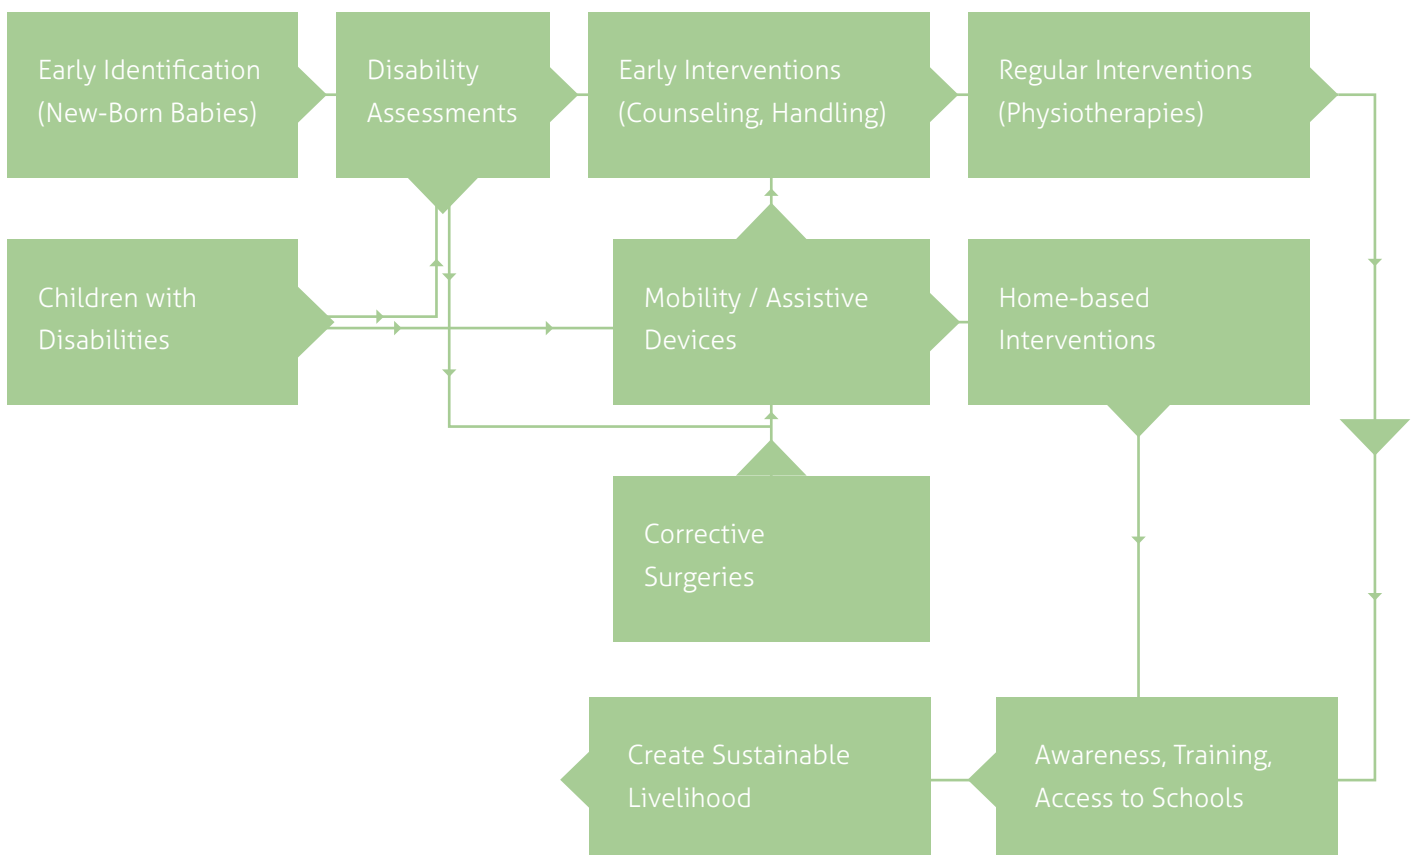 Early Identification
(New-Born Babies)
Disability
Assessments
Early Interventions
(Counseling, Handling)
Regular Interventions
(Physiotherapies)
Children with
Disabilities
Mobility / Assistive
Devices
Home-based
Interventions
Corrective
Surgeries
Create Sustainable
Livelihood
Awareness, Training,
Access to Schools